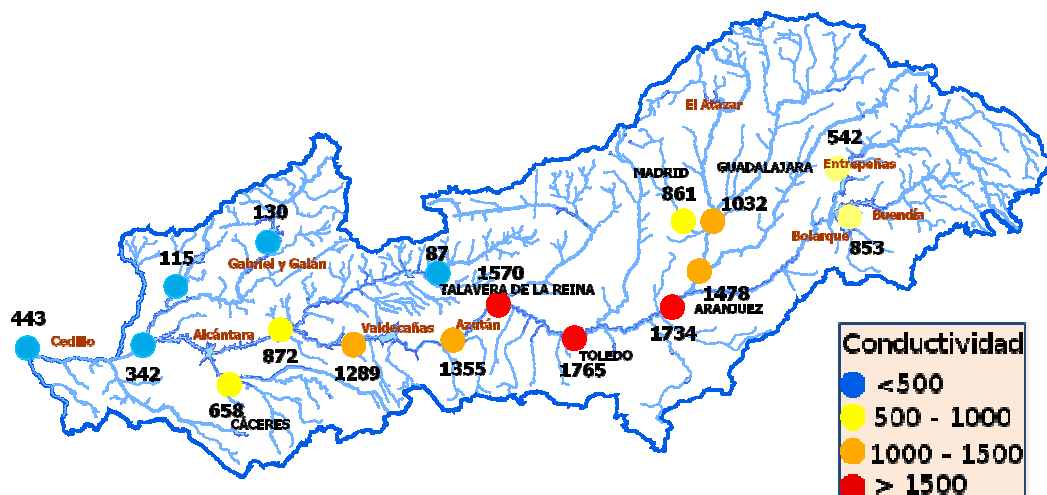 El Atazar
542
Entrepeñas
GUADALAJARA
MADRID
861
1032
Buendía
Bolarque
853
130
115
Gabriel y Galán
87
1570
TALAVERA DE LA REINA
1478
ARANJUEZ
443
Cedillo
Alcántara
Valdecañas
Azután
1734
342
872
1289
1355
TOLEDO
1765
658
CÁCERES
Conductividad
<500
500 - 1000
1000 - 1500
> 1500